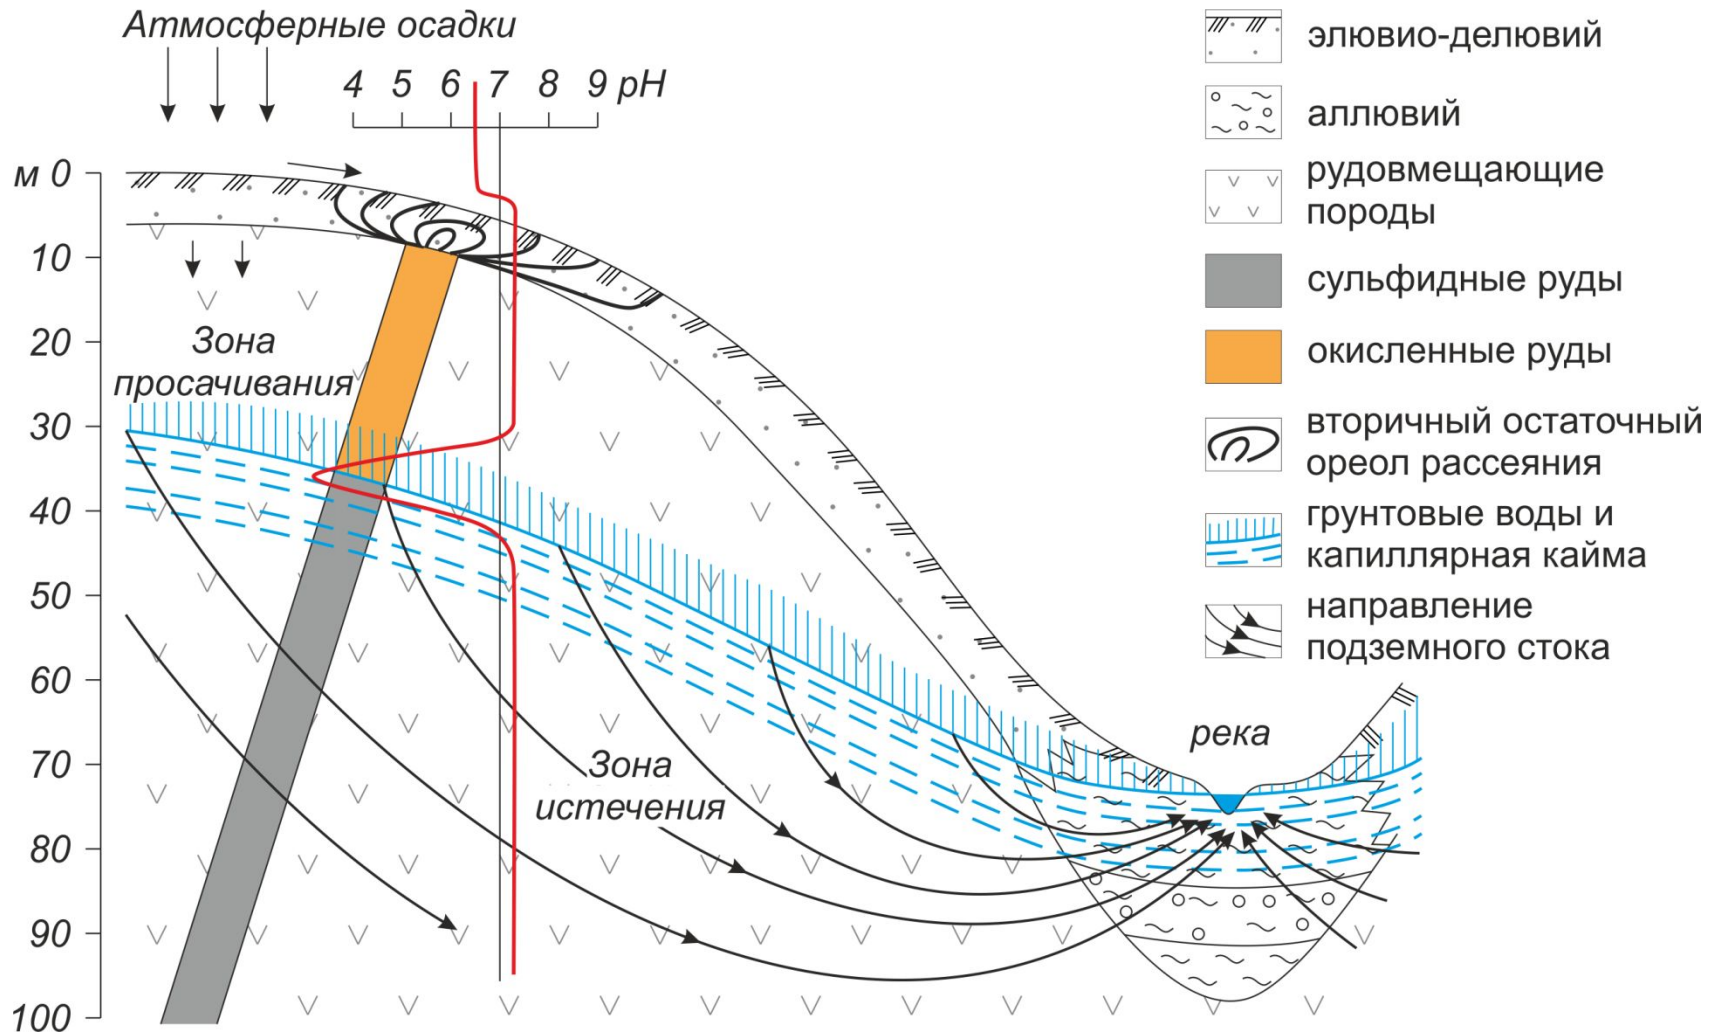 Атмосферные осадки
4 5 6 7 8 9 pH
м 0
10
20
30
40
50
60
70
80
90
100
Зона
просачивания
Зона
истечения
река
элювио-делювий
аллювий
рудовмещающие
породы
сульфидные руды
окисленные руды
вторичный остаточный
ореол рассеяния
грунтовые воды и
капиллярная кайма
направление
подземного стока